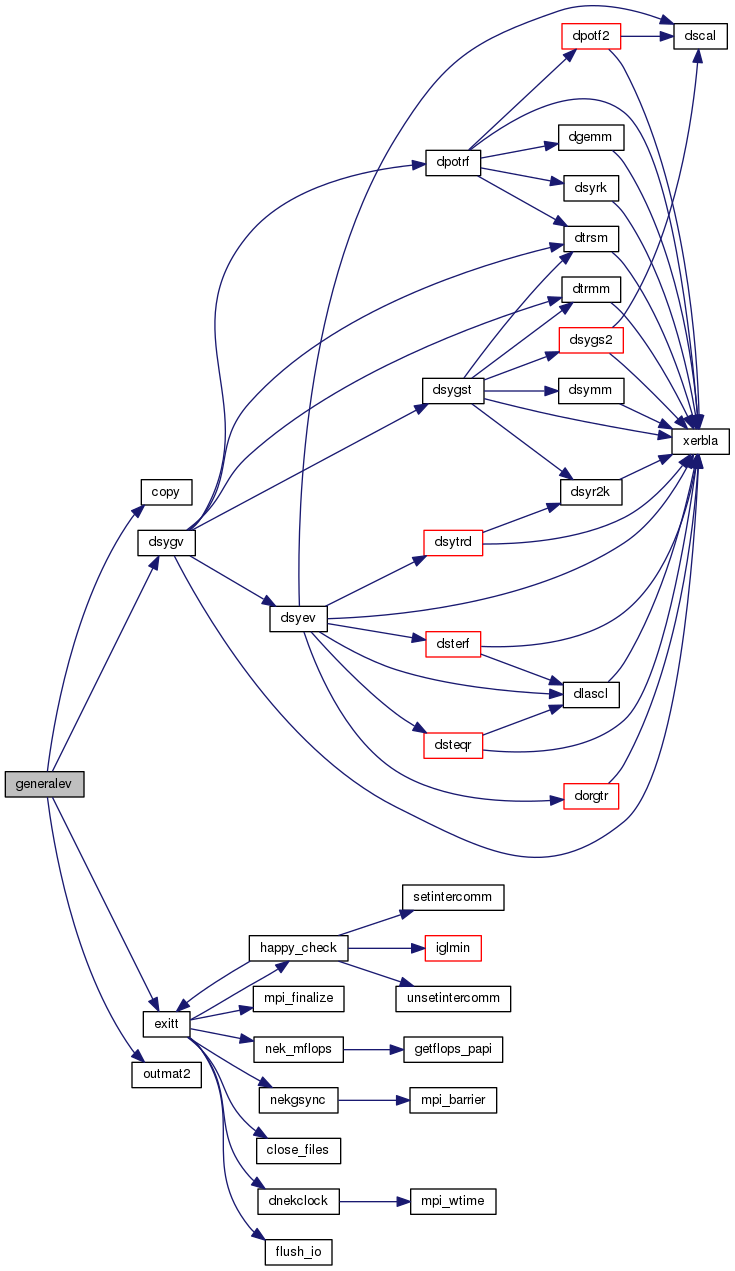 dpotf2
dscal
dgemm
dpotrf
dsyrk
dtrsm
dtrmm
dsygs2
dsygst
dsymm
xerbla
copy
dsyr2k
dsygv
dsytrd
dsyev
dsterf
dlascl
dsteqr
generalev
dorgtr
setintercomm
happy_check
iglmin
mpi_finalize
unsetintercomm
exitt
nek_mflops
getflops_papi
outmat2
nekgsync
mpi_barrier
close_files
dnekclock
mpi_wtime
flush_io